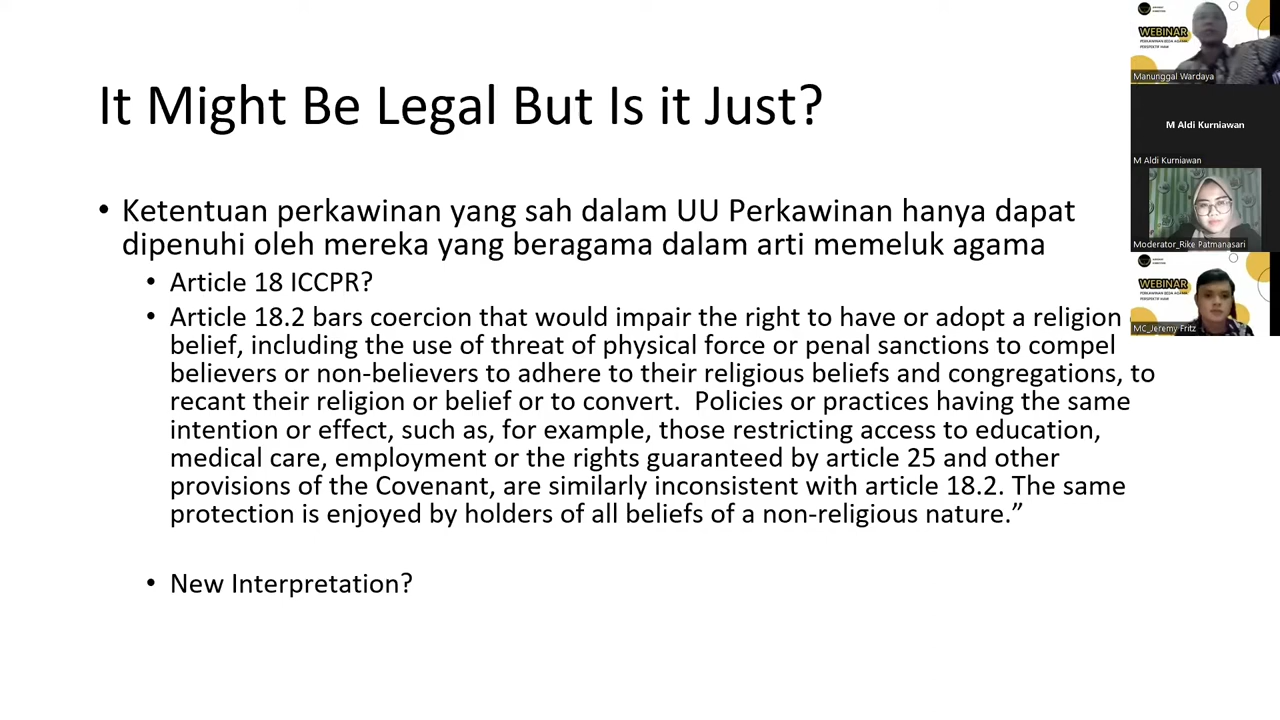 It Might Be Legal But Is it Just?
• Ketentuan perkawinan yang sah dalam UU Perkawinan hanya dapat
dipenuhi oleh mereka yang beragama dalam arti memeluk agama
• Article 18 ICCPR?
• Article 18.2 bars coercion that would impair the right to have or adopt a religion
belief, including the use of threat of physical force or penal sanctions to compel
believers or non-believers to adhere to their religious beliefs and congregations, to
recant their religion or belief or to convert.  Policies or practices having the same
intention or effect, such as, for example, those restricting access to education,
medical care, employment or the rights guaranteed by article 25 and other
provisions of the Covenant, are similarly inconsistent with article 18.2. The same
protection is enjoyed by holders of all beliefs of a non-religious nature.”
• New Interpretation?
WEBINAR
Manunggal Wardaya
M Aldi Kurniawan
M Aldi Kurniawan
Moderator_Rike Patmanasari
WEBINAR
MC_Jeremy Fritz